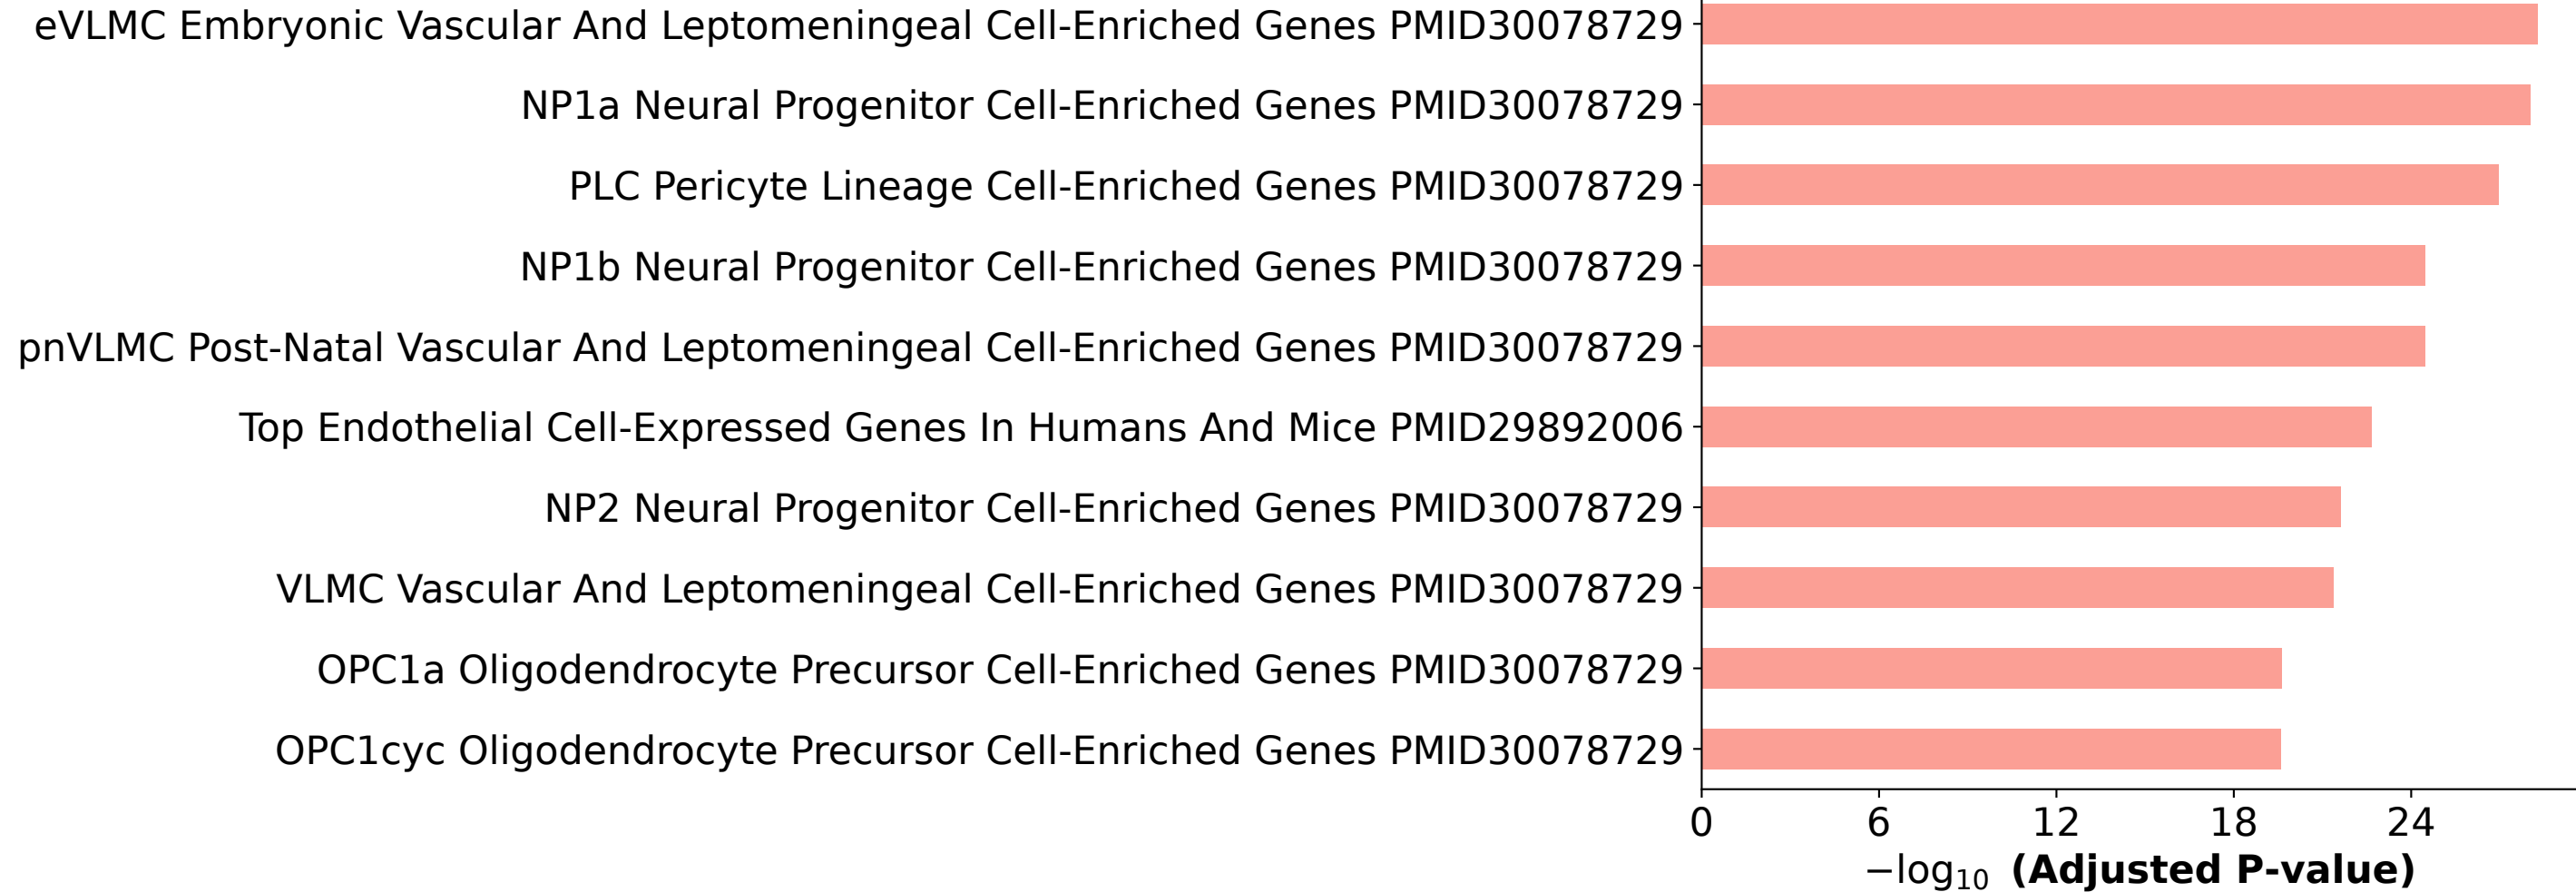 eVLMC Embryonic Vascular And Leptomeningeal Cell-Enriched Genes PMID30078729
NP1a Neural Progenitor Cell-Enriched Genes PMID30078729
PLC Pericyte Lineage Cell-Enriched Genes PMID30078729
NP1b Neural Progenitor Cell-Enriched Genes PMID30078729
pnVLMC Post-Natal Vascular And Leptomeningeal Cell-Enriched Genes PMID30078729
Top Endothelial Cell-Expressed Genes In Humans And Mice PMID29892006
NP2 Neural Progenitor Cell-Enriched Genes PMID30078729
VLMC Vascular And Leptomeningeal Cell-Enriched Genes PMID30078729
OPC1a Oligodendrocyte Precursor Cell-Enriched Genes PMID30078729
OPC1cyc Oligodendrocyte Precursor Cell-Enriched Genes PMID30078729
0 6 12 18 24
−log₁₀ (Adjusted P-value)